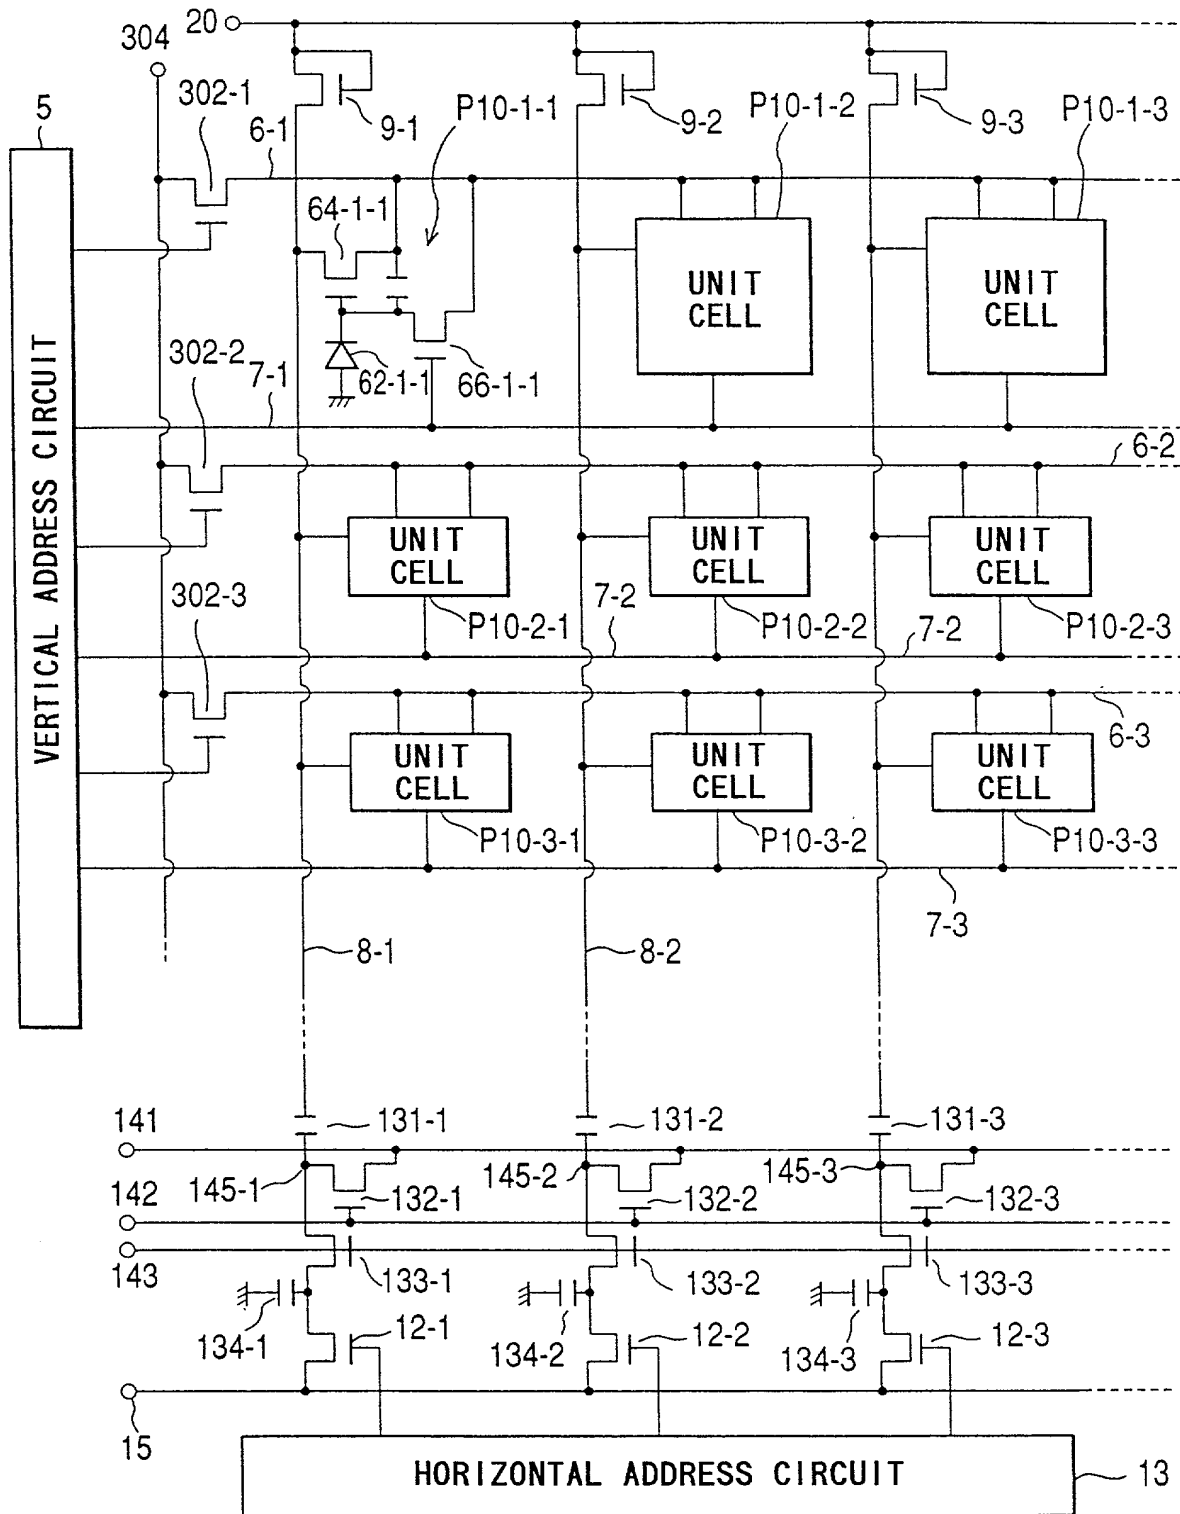 20
304
302-1
5
6-1
9-1
P10-1-1
9-2
P10-1-2
9-3
P10-1-3
64-1-1
UNIT CELL
UNIT CELL
302-2
7-1
62-1-1
66-1-1
VERTICAL ADDRESS CIRCUIT
6-2
UNIT CELL
UNIT CELL
UNIT CELL
302-3
P10-2-1
7-2
P10-2-2
7-2
P10-2-3
6-3
UNIT CELL
UNIT CELL
UNIT CELL
P10-3-1
P10-3-2
P10-3-3
7-3
8-1
8-2
141
131-1
131-2
131-3
145-1
145-2
145-3
142
132-1
132-2
132-3
143
133-1
133-2
133-3
134-1
12-1
134-2
12-2
134-3
12-3
15
HORIZONTAL ADDRESS CIRCUIT
13